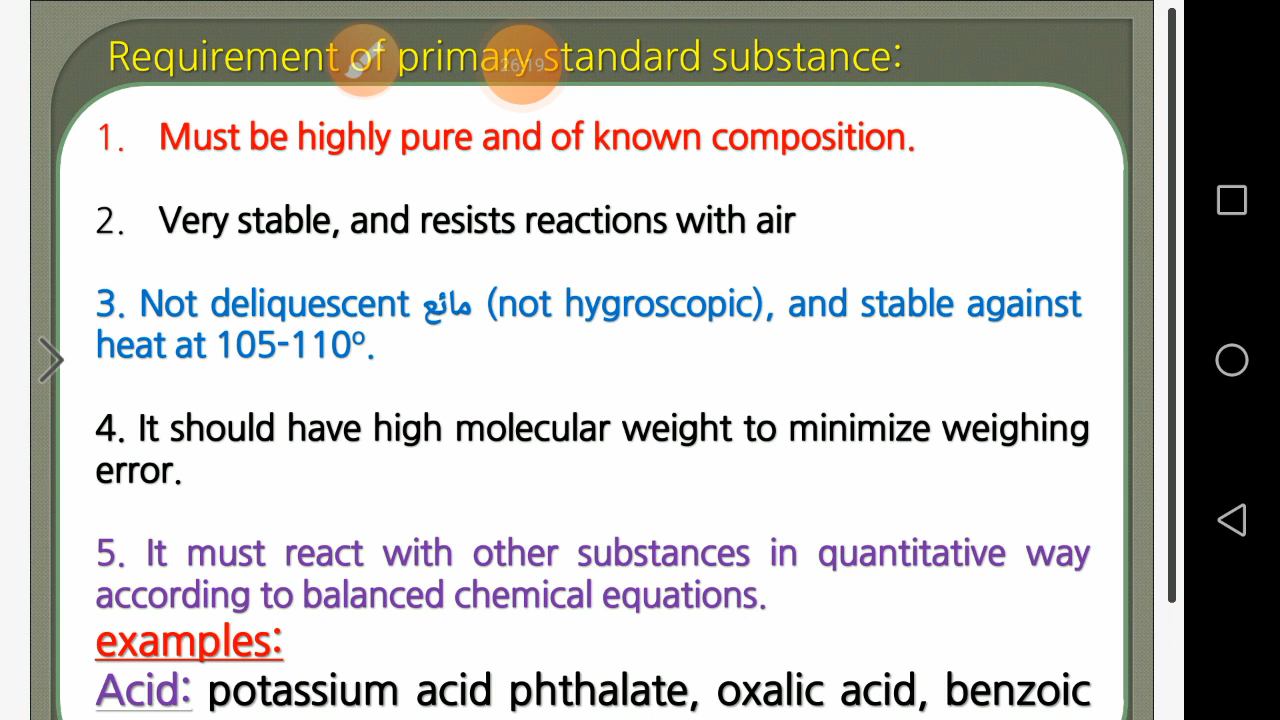 Requirement of primary standard substance:
26:19
1. Must be highly pure and of known composition.
2. Very stable, and resists reactions with air
3. Not deliquescent مائع (not hygroscopic), and stable against
heat at 105-110º.
4. It should have high molecular weight to minimize weighing
error.
5. It must react with other substances in quantitative way
according to balanced chemical equations.
examples:
Acid: potassium acid phthalate, oxalic acid, benzoic